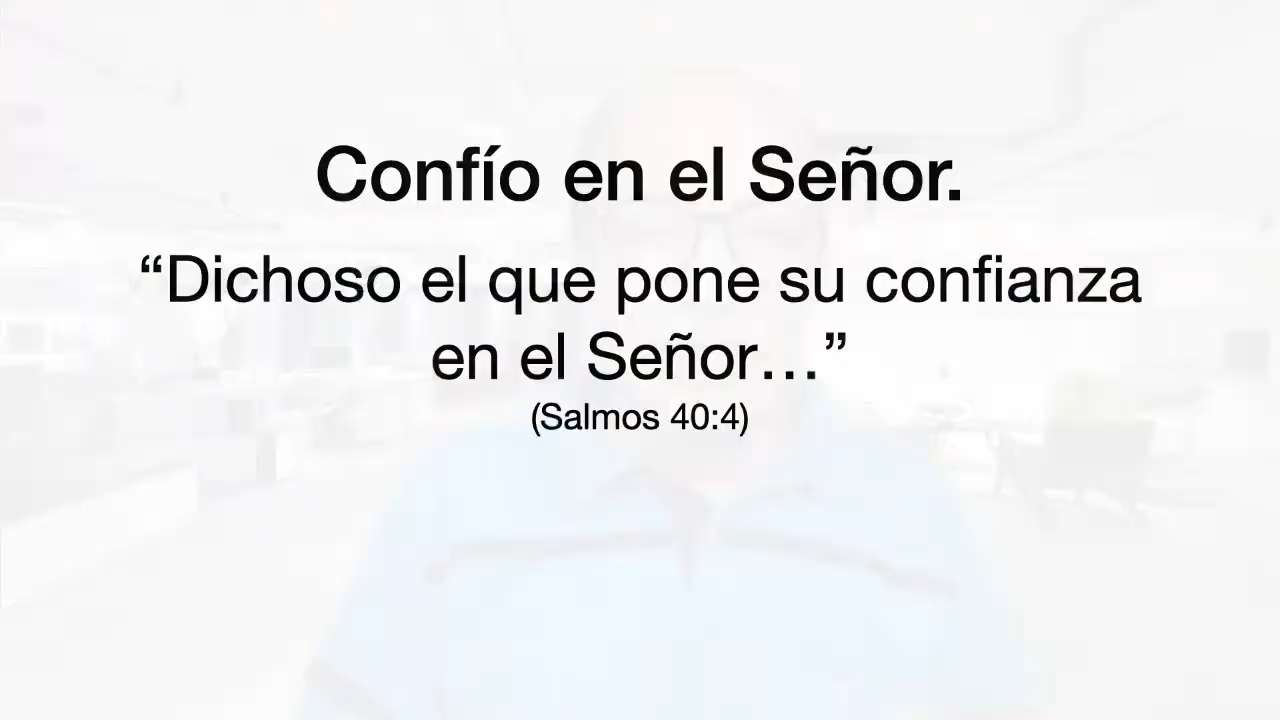 Confío en el Señor.
“Dichoso el que pone su confianza
en el Señor…”
(Salmos 40:4)